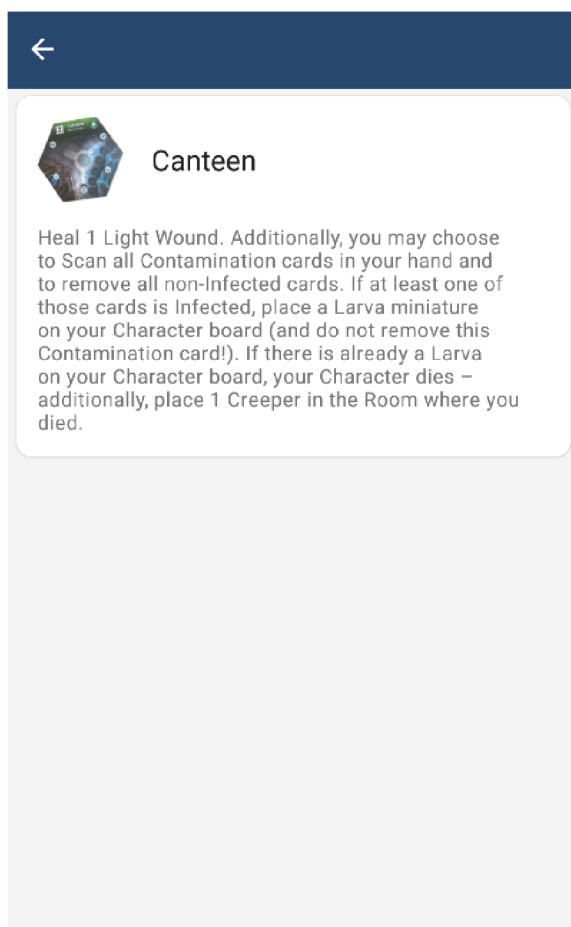 Canteen
Heal 1 Light Wound. Additionally, you may choose
to Scan all Contamination cards in your hand and
to remove all non-Infected cards. If at least one of
those cards is Infected, place a Larva miniature
on your Character board (and do not remove this
Contamination card!). If there is already a Larva
on your Character board, your Character dies –
additionally, place 1 Creeper in the Room where you
died.